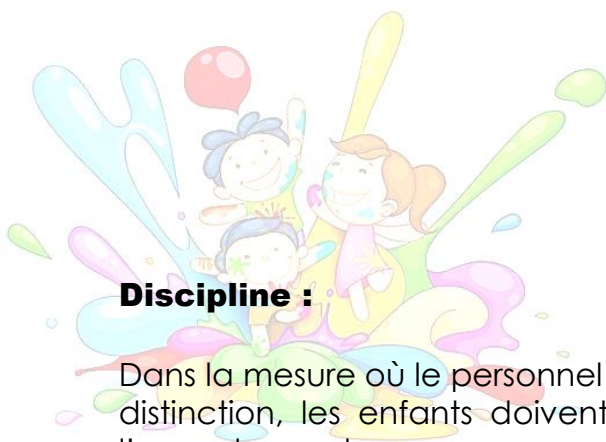 Discipline :
Dans la mesure où le personnel
distinction, les enfants doivent